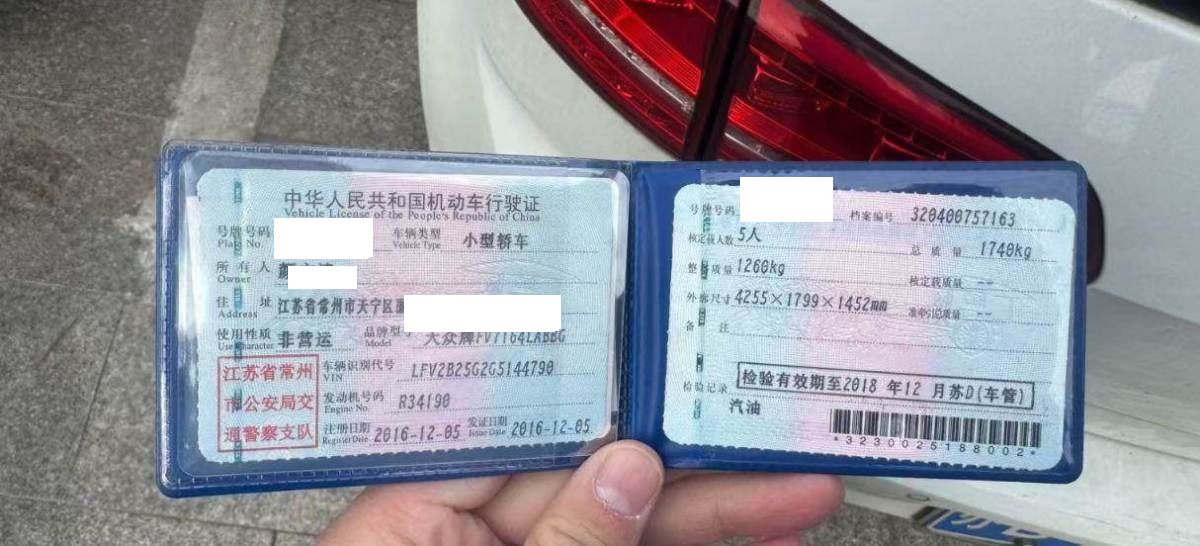 中华人民共和国机动车行驶证
Vehicle License of the People's Republic of China
号牌号码
Plate No
车辆类型 小型轿车
Vehicle Type
所有人
Owner
住址 江苏省常州市天宁区
Address
使用性质 非营运
Use Character
品牌型号 大众牌FV7164LXBBG
Model
江苏省常州
市公安局交
通警察支队
车辆识别代号 LFV2B25G2G5144790
VIN
发动机号码 R34190
Engine No.
注册日期 2016-12-05
Register Date
发证日期 2016-12-05
Issue Date
号牌号码
档案编号 320400757163
核定载人数 5人
总质量 1740kg
整备质量 1260kg
核定载质量 --
外廓尺寸 4255×1799×1452mm
准牵引总质量 --
备注
检验记录 检验有效期至2018 年 12 月苏D(车管)
汽油
*3230025188002*